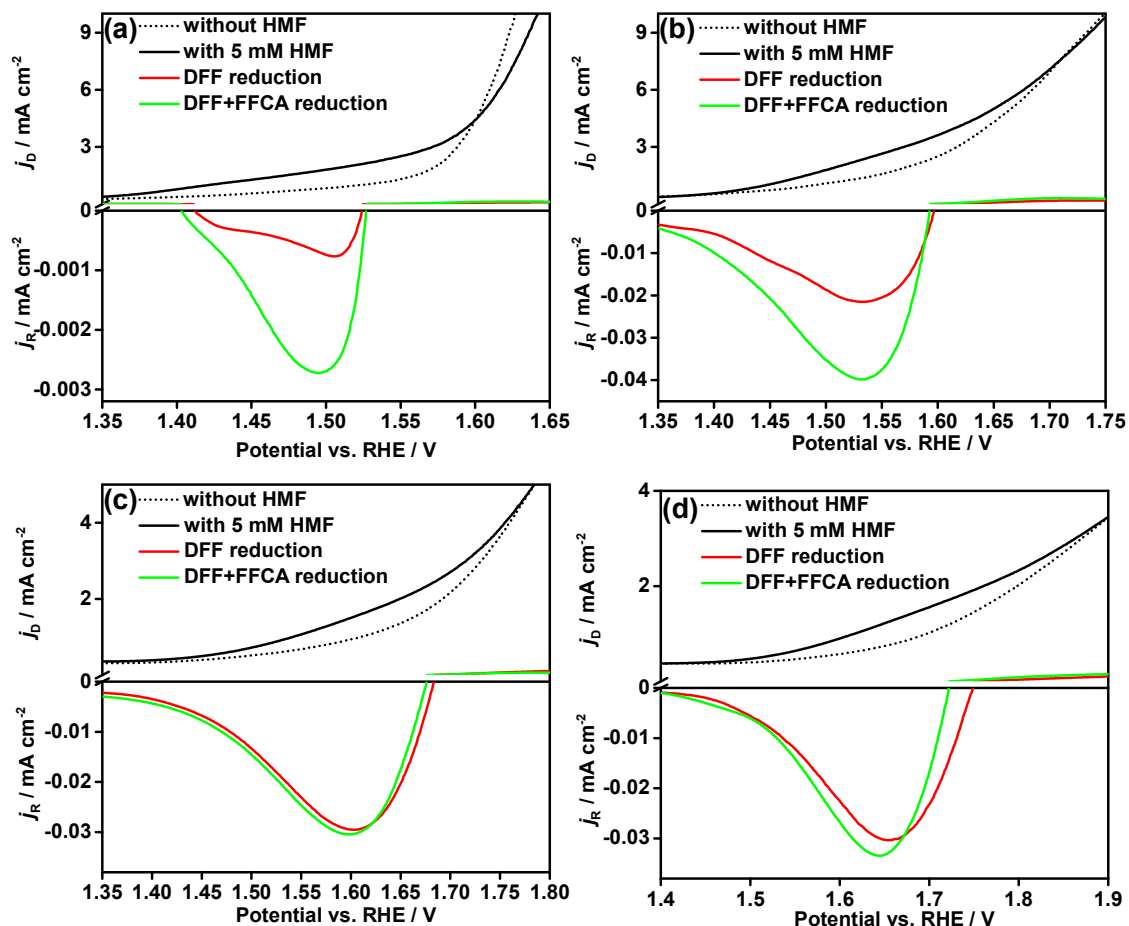 (a)
without HMF
with 5 mM HMF
DFF reduction
DFF+FFCA reduction
9
6
3
0
-0.001
-0.002
-0.003
j_D / mA cm⁻²
j_R / mA cm⁻²
1.35 1.40 1.45 1.50 1.55 1.60 1.65
Potential vs. RHE / V
(b)
without HMF
with 5 mM HMF
DFF reduction
DFF+FFCA reduction
9
6
3
0
-0.01
-0.02
-0.03
-0.04
j_D / mA cm⁻²
j_R / mA cm⁻²
1.35 1.40 1.45 1.50 1.55 1.60 1.65 1.70 1.75
Potential vs. RHE / V
(c)
without HMF
with 5 mM HMF
DFF reduction
DFF+FFCA reduction
4
2
0
-0.01
-0.02
-0.03
j_D / mA cm⁻²
j_R / mA cm⁻²
1.35 1.40 1.45 1.50 1.55 1.60 1.65 1.70 1.75 1.80
Potential vs. RHE / V
(d)
without HMF
with 5 mM HMF
DFF reduction
DFF+FFCA reduction
4
2
0
-0.01
-0.02
-0.03
j_D / mA cm⁻²
j_R / mA cm⁻²
1.4 1.5 1.6 1.7 1.8 1.9
Potential vs. RHE / V